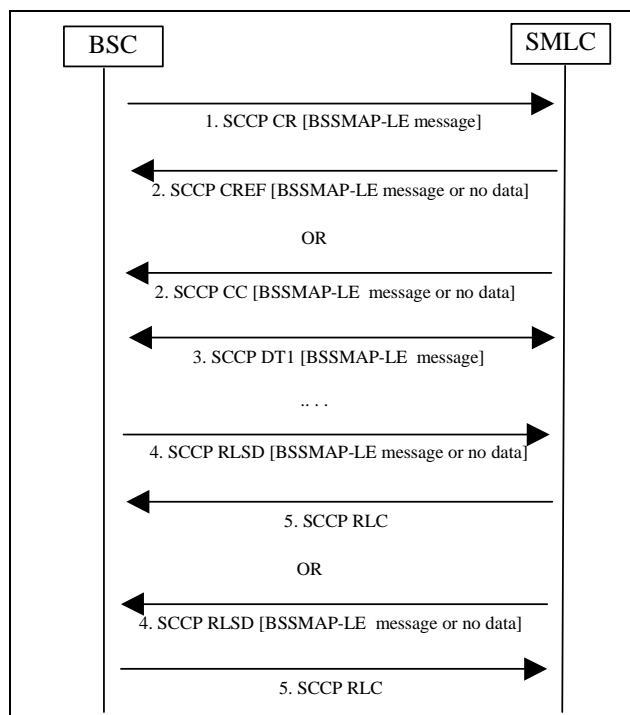 BSC SMLC
1. SCCP CR [BSSMAP-LE message]
2. SCCP CREF [BSSMAP-LE message or no data]
OR
2. SCCP CC [BSSMAP-LE message or no data]
3. SCCP DT1 [BSSMAP-LE message]
.. . .
4. SCCP RLSD [BSSMAP-LE message or no data]
5. SCCP RLC
OR
4. SCCP RLSD [BSSMAP-LE message or no data]
5. SCCP RLC